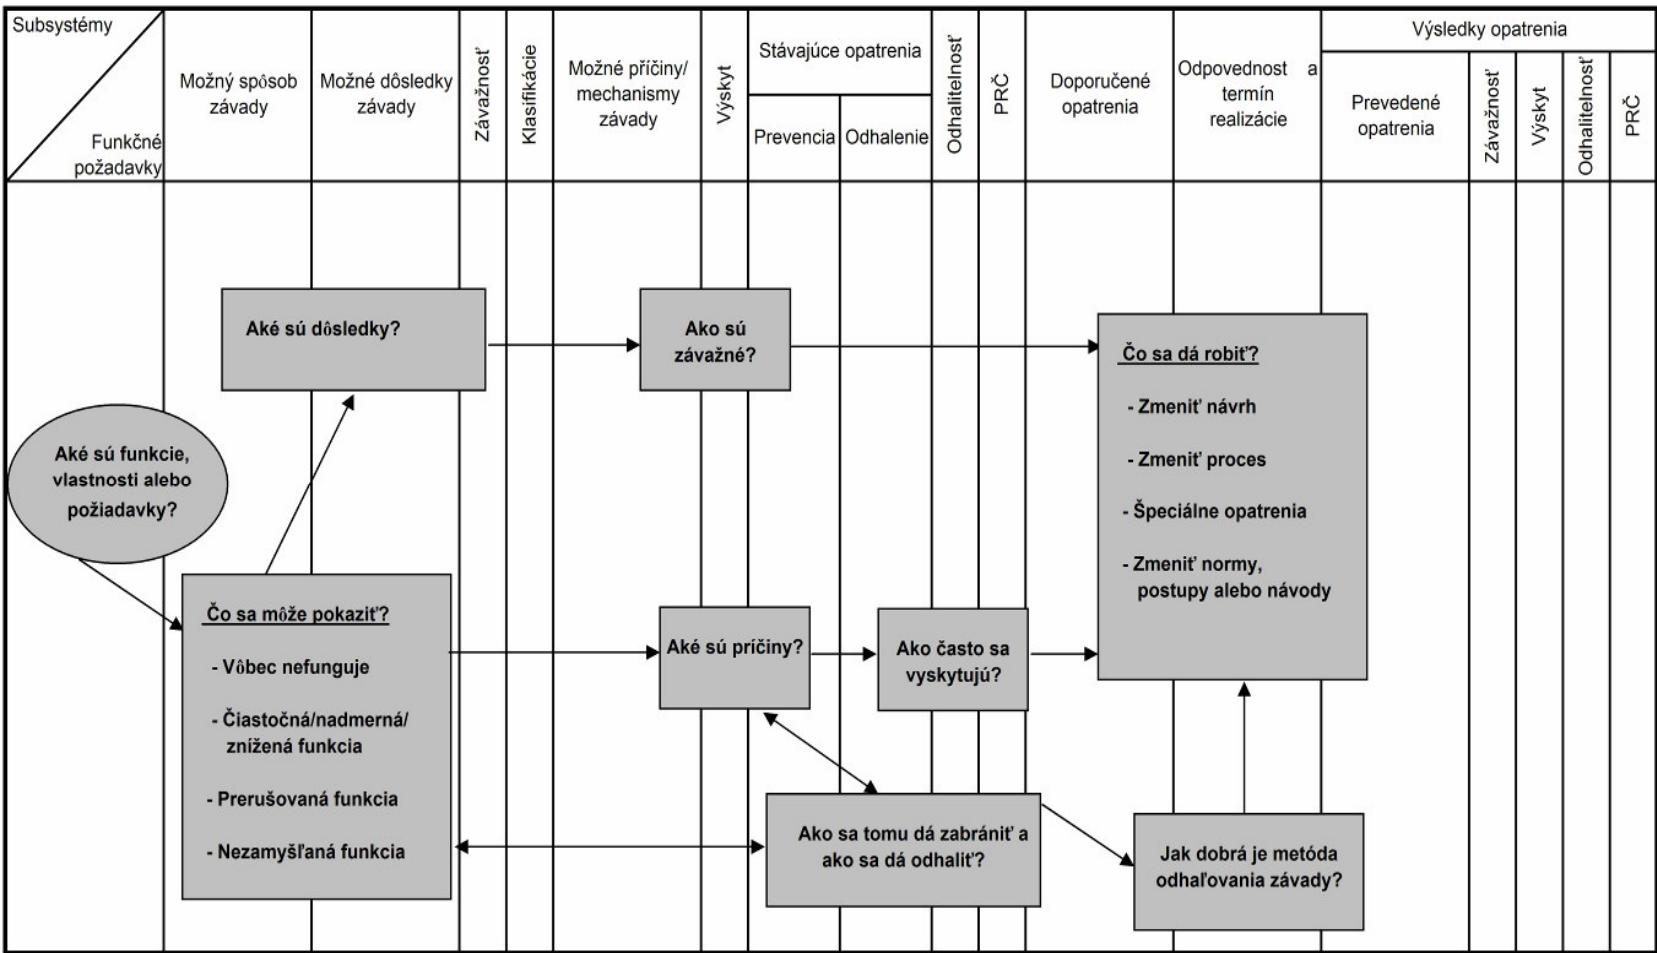 Subsystémy
Funkčné
požadavky
Možný spôsob
závady
Možné dôsledky
závady
Závažnosť
Klasifikácie
Možné příčiny/
mechanismy
závady
Výskyt
Stávajúce opatrenia
Prevencia
Odhalenie
Odhalitelnosť
PRČ
Doporučené
opatrenia
Odpovednost a
termín
realizácie
Výsledky opatrenia
Prevedené
opatrenia
Závažnosť
Výskyt
Odhalitelnosť
PRČ
Aké sú dôsledky?
Ako sú
závažné?
Čo sa dá robiť?
- Zmeniť návrh
- Zmeniť proces
- Špeciálne opatrenia
- Zmeniť normy,
postupy alebo návody
Aké sú funkcie,
vlastnosti alebo
požiadavky?
Čo sa môže pokaziť?
- Vôbec nefunguje
- Čiastočná/nadmerná/
znížená funkcia
- Prerušovaná funkcia
- Nezamyšľaná funkcia
Aké sú príčiny?
Ako často sa
vyskytujú?
Ako sa tomu dá zabrániť a
ako sa dá odhaliť?
Jak dobrá je metóda
odhaľovania závady?